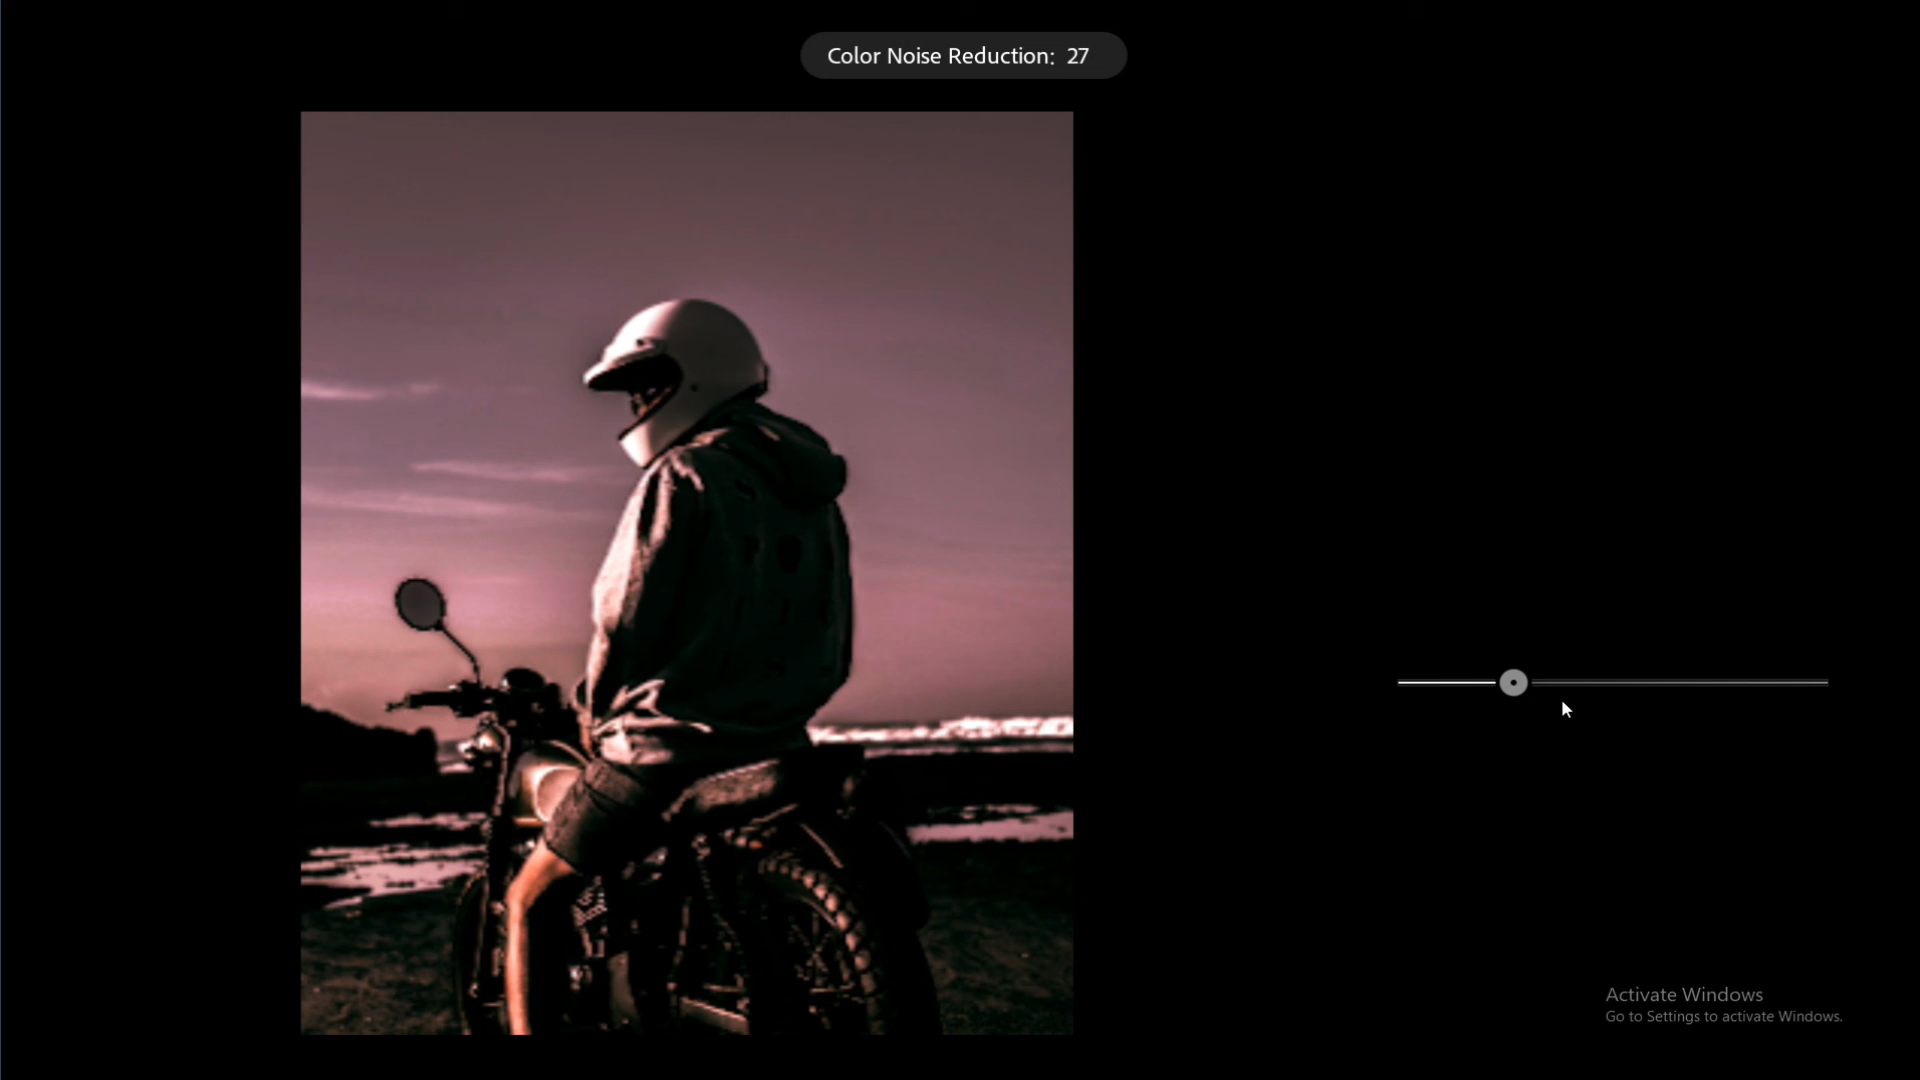 Color Noise Reduction: 27
Activate Windows
Go to Settings to activate Windows.